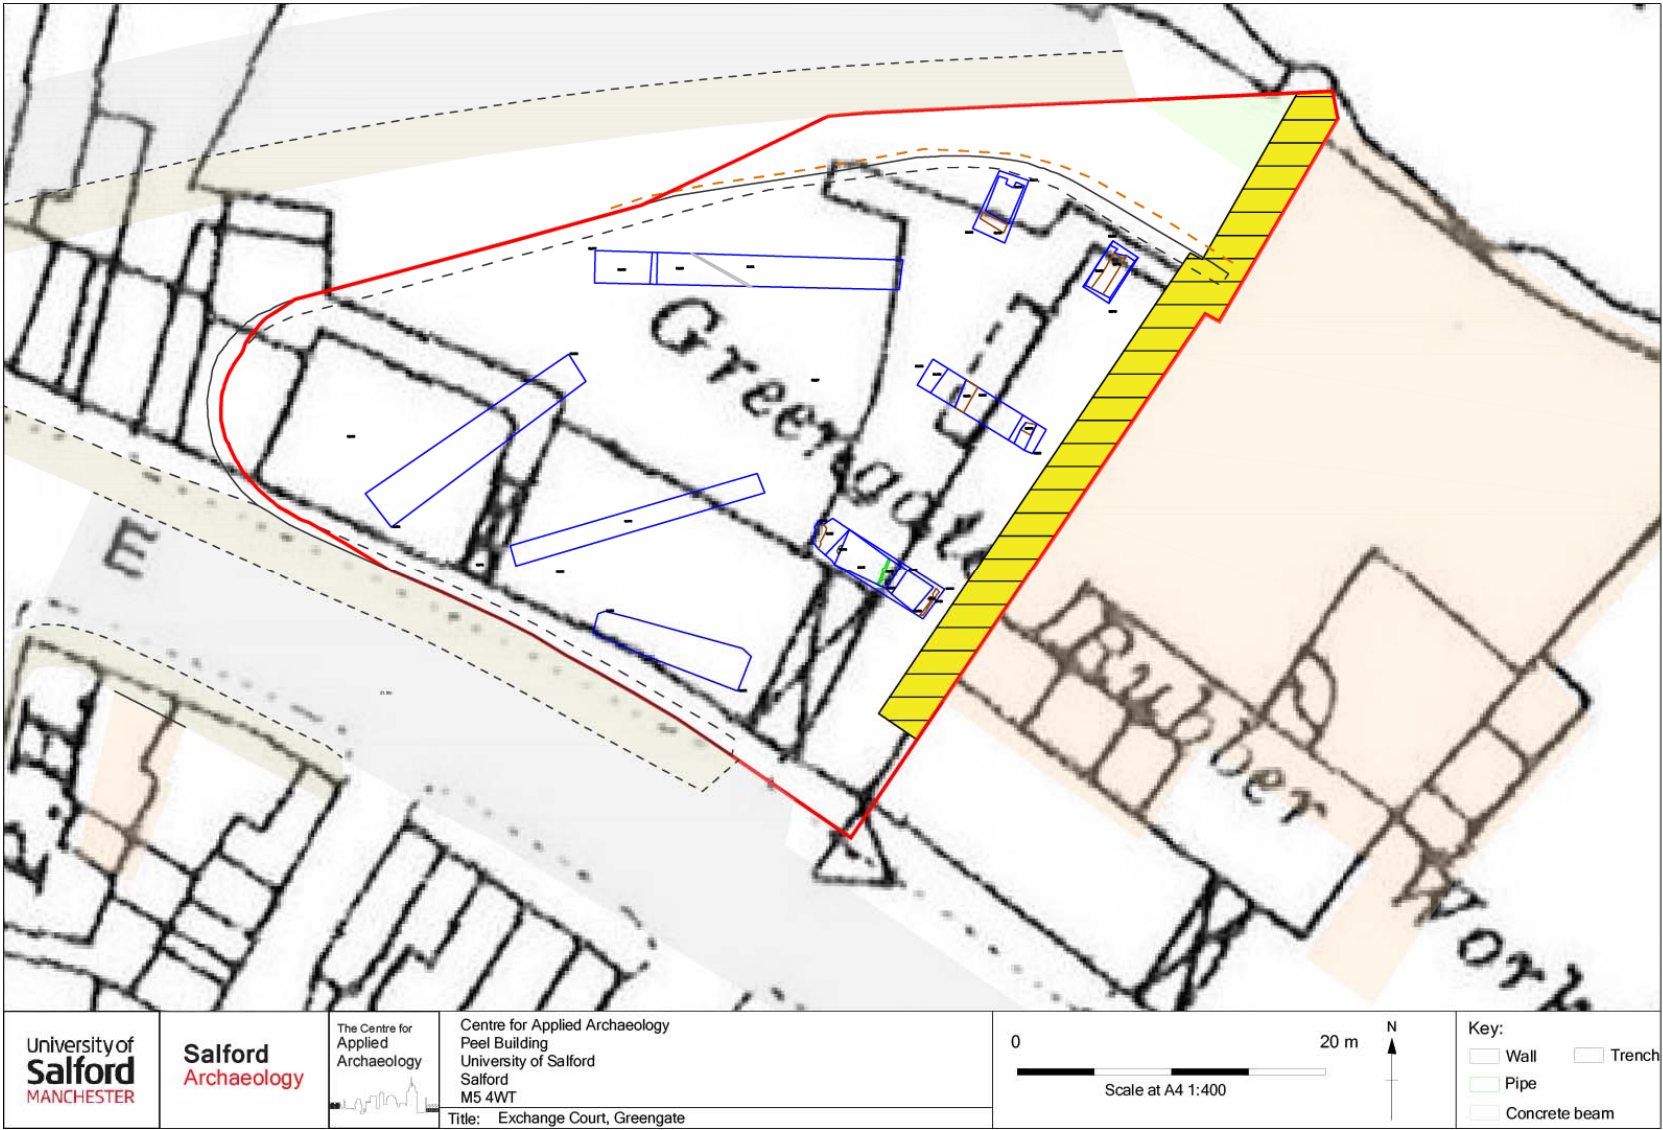 Greengate
E
I. Rubber
Works
University of
Salford
MANCHESTER
Salford
Archaeology
The Centre for
Applied
Archaeology
Centre for Applied Archaeology
Peel Building
University of Salford
Salford
M5 4WT
Title: Exchange Court, Greengate
0 20 m
Scale at A4 1:400
N
Key:
Wall Trench
Pipe
Concrete beam